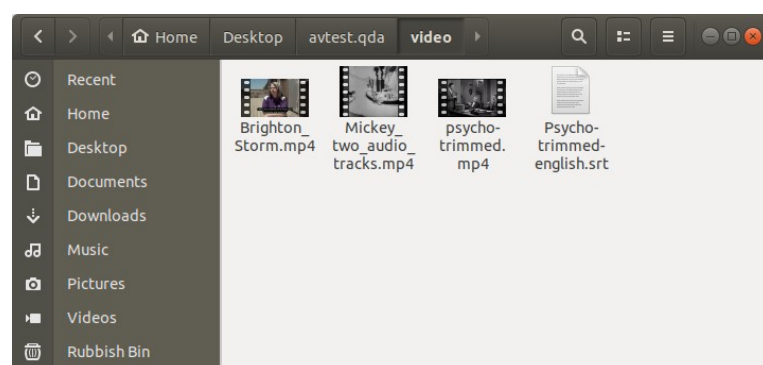 Home Desktop avtest.qda video
Recent
Home
Desktop
Documents
Downloads
Music
Pictures
Videos
Rubbish Bin
Brighton_
Storm.mp4
Mickey_
two_audio_
tracks.mp4
psycho-
trimmed.
mp4
Psycho-
trimmed-
english.srt